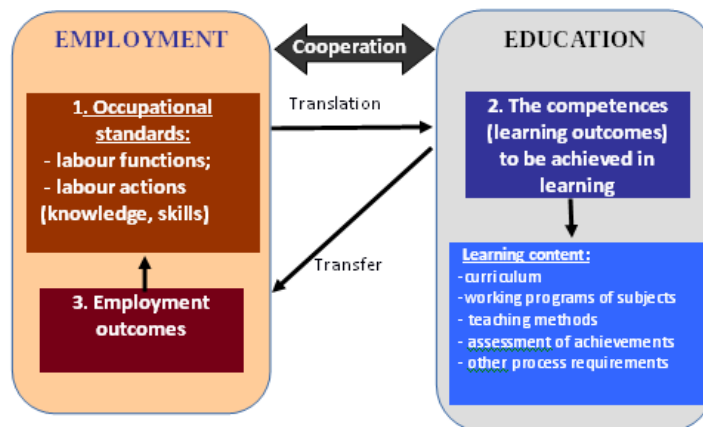 EMPLOYMENT
Cooperation
EDUCATION
1. Occupational
standards:
- labour functions;
- labour actions
(knowledge, skills)
Translation
2. The competences
(learning outcomes)
to be achieved in
learning
Transfer
3. Employment
outcomes
Learning content:
-curriculum
-working programs of subjects
- teaching methods
- assessment of achievements
- other process requirements